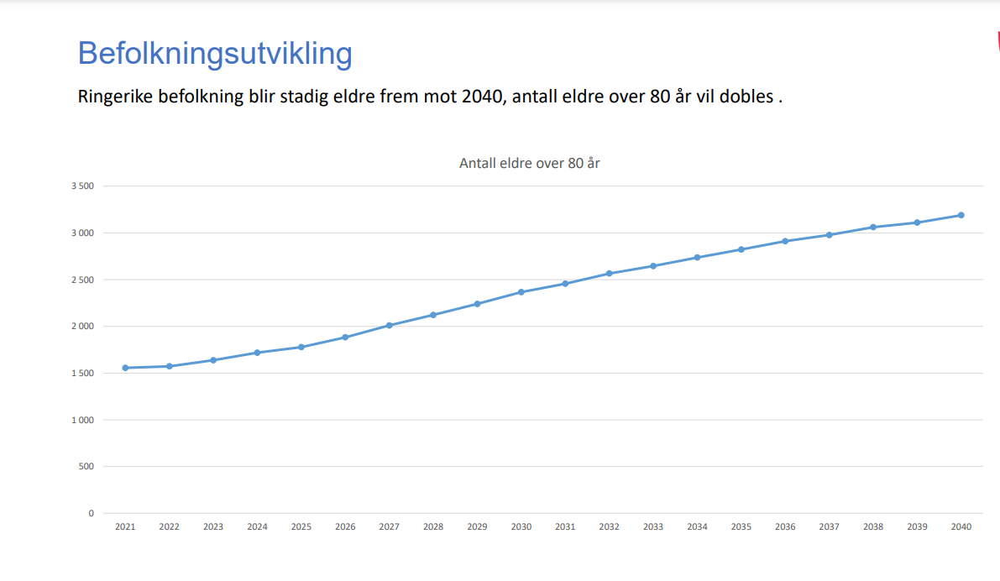 Befolkningsutvikling
Ringerike befolkning blir stadig eldre frem mot 2040, antall eldre over 80 år vil dobles .
Antall eldre over 80 år
3 500
3 000
2 500
2 000
1 500
1 000
500
0
2021 2022 2023 2024 2025 2026 2027 2028 2029 2030 2031 2032 2033 2034 2035 2036 2037 2038 2039 2040